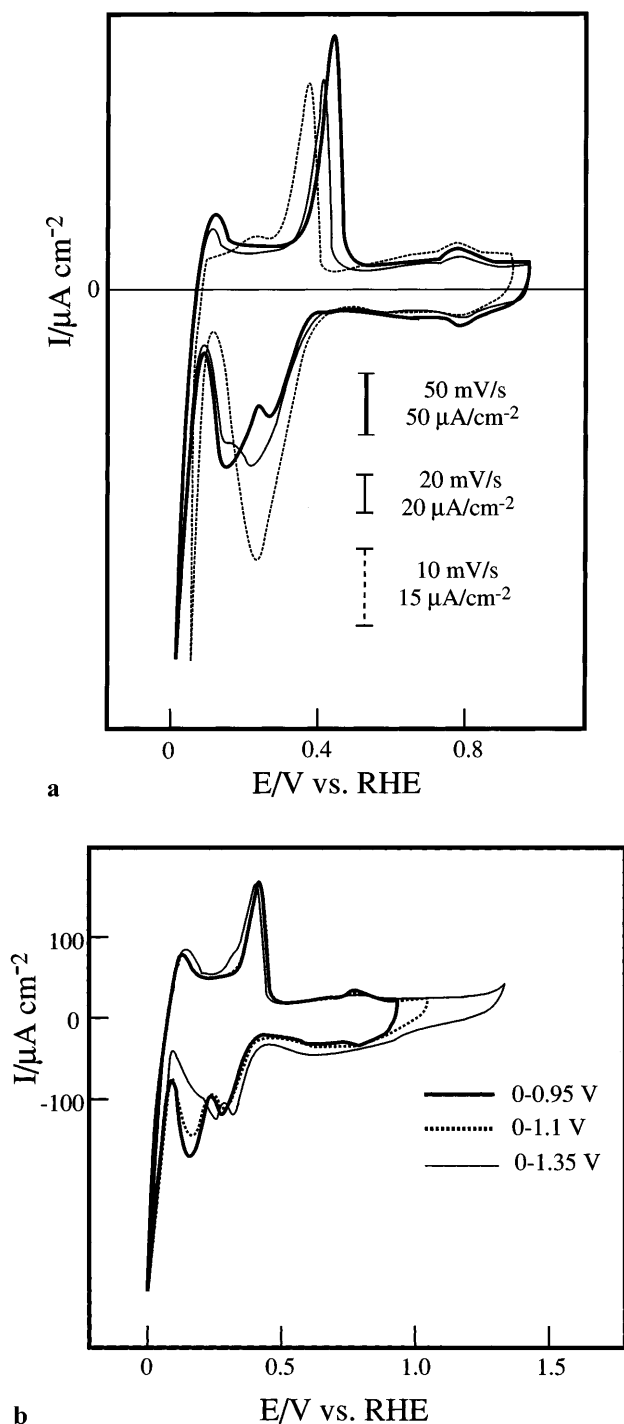 I/µA cm⁻²
0
50 mV/s
50 µA/cm⁻²
20 mV/s
20 µA/cm⁻²
10 mV/s
15 µA/cm⁻²
0 0.4 0.8
a E/V vs. RHE
I/µA cm⁻²
100
0
-100
0-0.95 V
0-1.1 V
0-1.35 V
0 0.5 1.0 1.5
b E/V vs. RHE